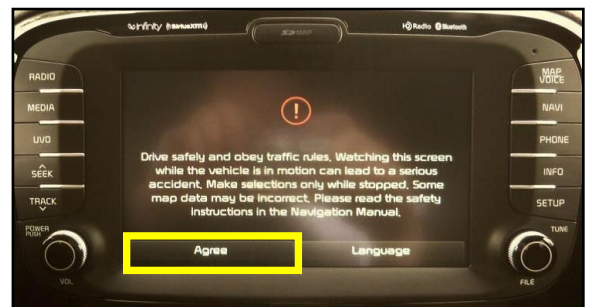 infinity ((SiriusXM))
SD MAP
HD Radio Bluetooth
RADIO
MEDIA
UVO
SEEK
TRACK
POWER
PUSH
VOL
Drive safely and obey traffic rules. Watching this screen
while the vehicle is in motion can lead to a serious
accident. Make selections only while stopped. Some
map data may be incorrect. Please read the safety
instructions in the Navigation Manual.
Agree
Language
MAP
VOICE
NAVI
PHONE
INFO
SETUP
TUNE
FILE